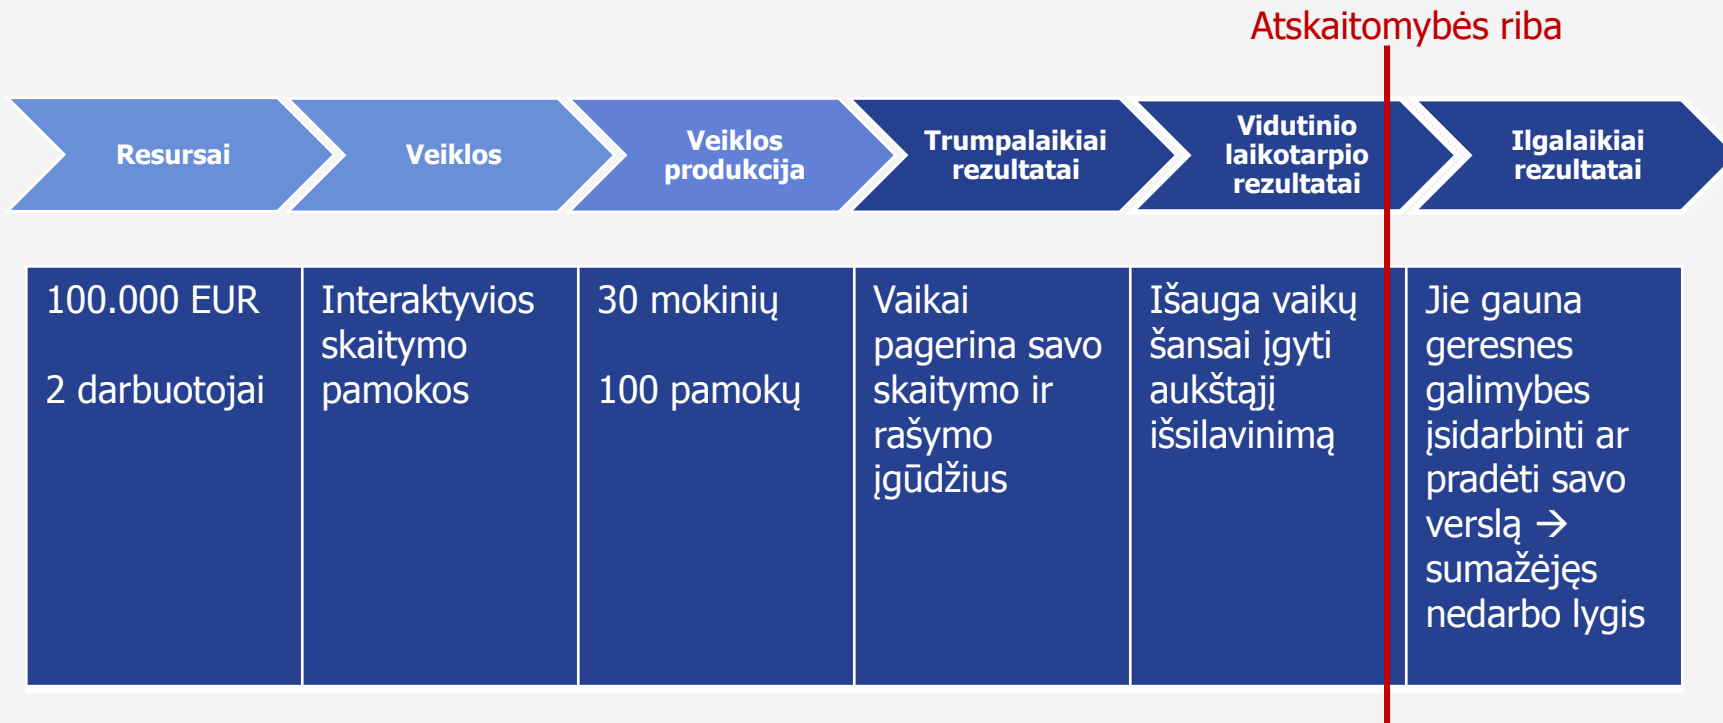 Atskaitomybės riba
Resursai
Veiklos
Veiklos
produkcija
Trumpalaikiai
rezultatai
Vidutinio
laikotarpio
rezultatai
Ilgalaikiai
rezultatai
100.000 EUR
2 darbuotojai
Interaktyvios
skaitymo
pamokos
30 mokinių
100 pamokų
Vaikai
pagerina savo
skaitymo ir
rašymo
įgūdžius
Išauga vaikų
šansai įgyti
aukštąjį
išsilavinimą
Jie gauna
geresnes
galimybes
įsidarbinti ar
pradėti savo
verslą →
sumažėjęs
nedarbo lygis